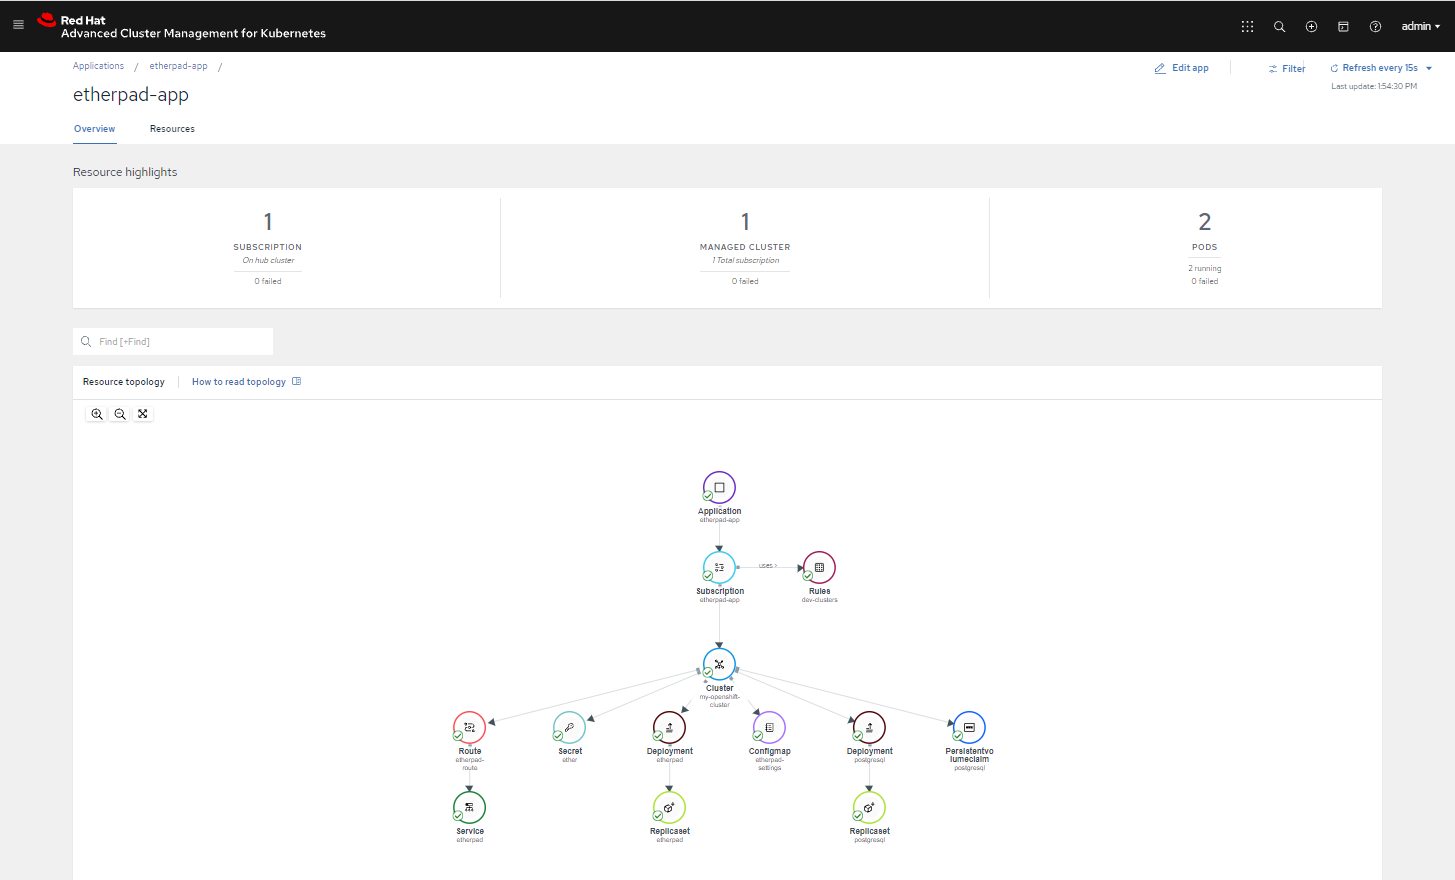 Red Hat
Advanced Cluster Management for Kubernetes
admin
Applications / etherpad-app /
Edit app
Filter
Refresh every 15s
Last update: 1:54:30 PM
etherpad-app
Overview
Resources
Resource highlights
1
SUBSCRIPTION
On hub cluster
0 failed
1
MANAGED CLUSTER
1 Total subscription
0 failed
2
PODS
2 running
0 failed
Find [+Find]
Resource topology
How to read topology
Application
etherpad-app
Subscription
etherpad-app
uses >
Rules
dev-clusters
Cluster
my-openshift-
cluster
Route
etherpad-
route
Secret
ether
Deployment
etherpad
Configmap
etherpad-
settings
Deployment
postgresql
Persistentvo
lumeclaim
postgresql
Service
etherpad
Replicaset
etherpad
Replicaset
postgresql